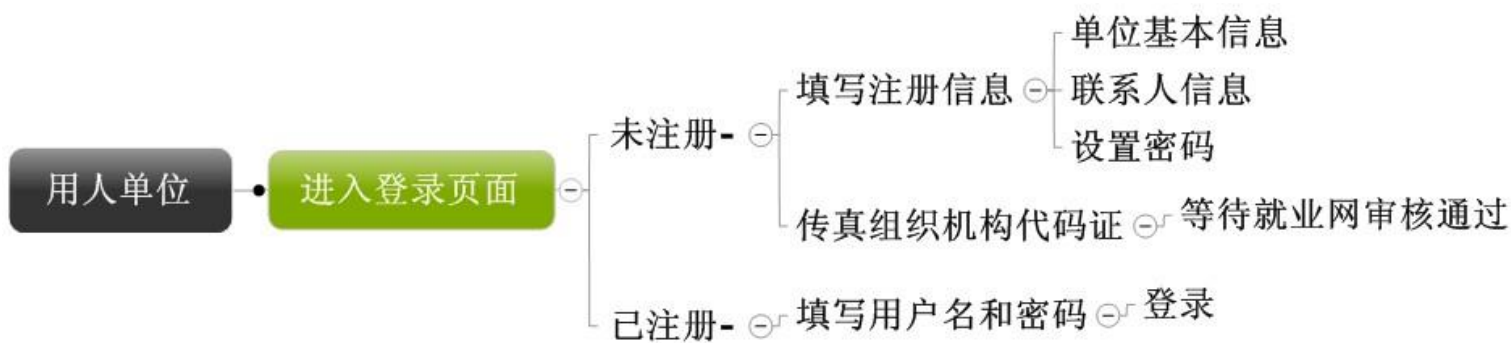 用人单位
进入登录页面
未注册-
填写注册信息
单位基本信息
联系人信息
设置密码
传真组织机构代码证
等待就业网审核通过
已注册-
填写用户名和密码
登录